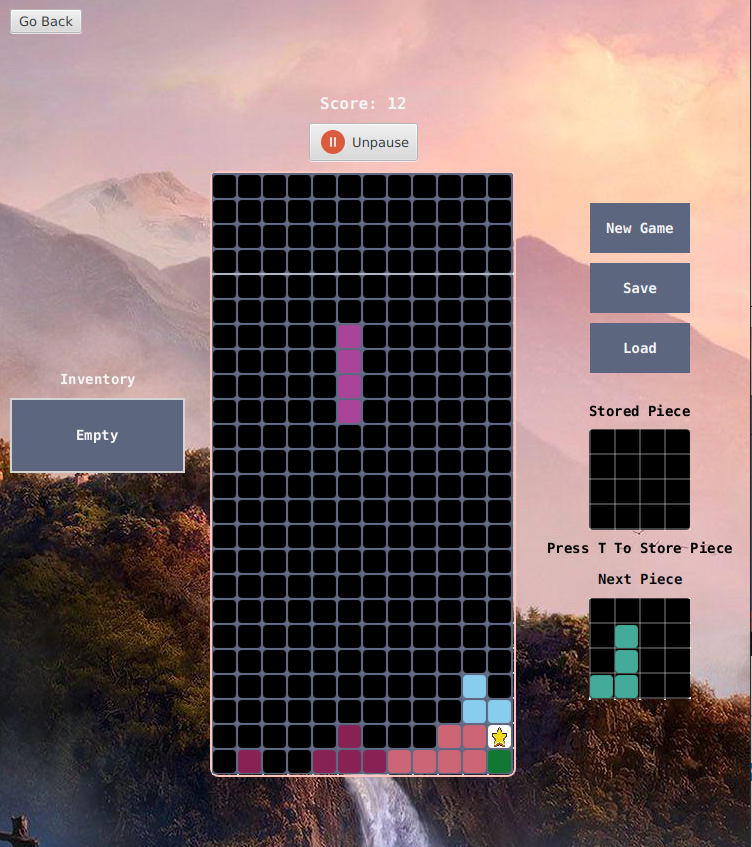 Go Back
Score: 12
Unpause
New Game
Save
Load
Inventory
Empty
Stored Piece
Press T To Store Piece
Next Piece